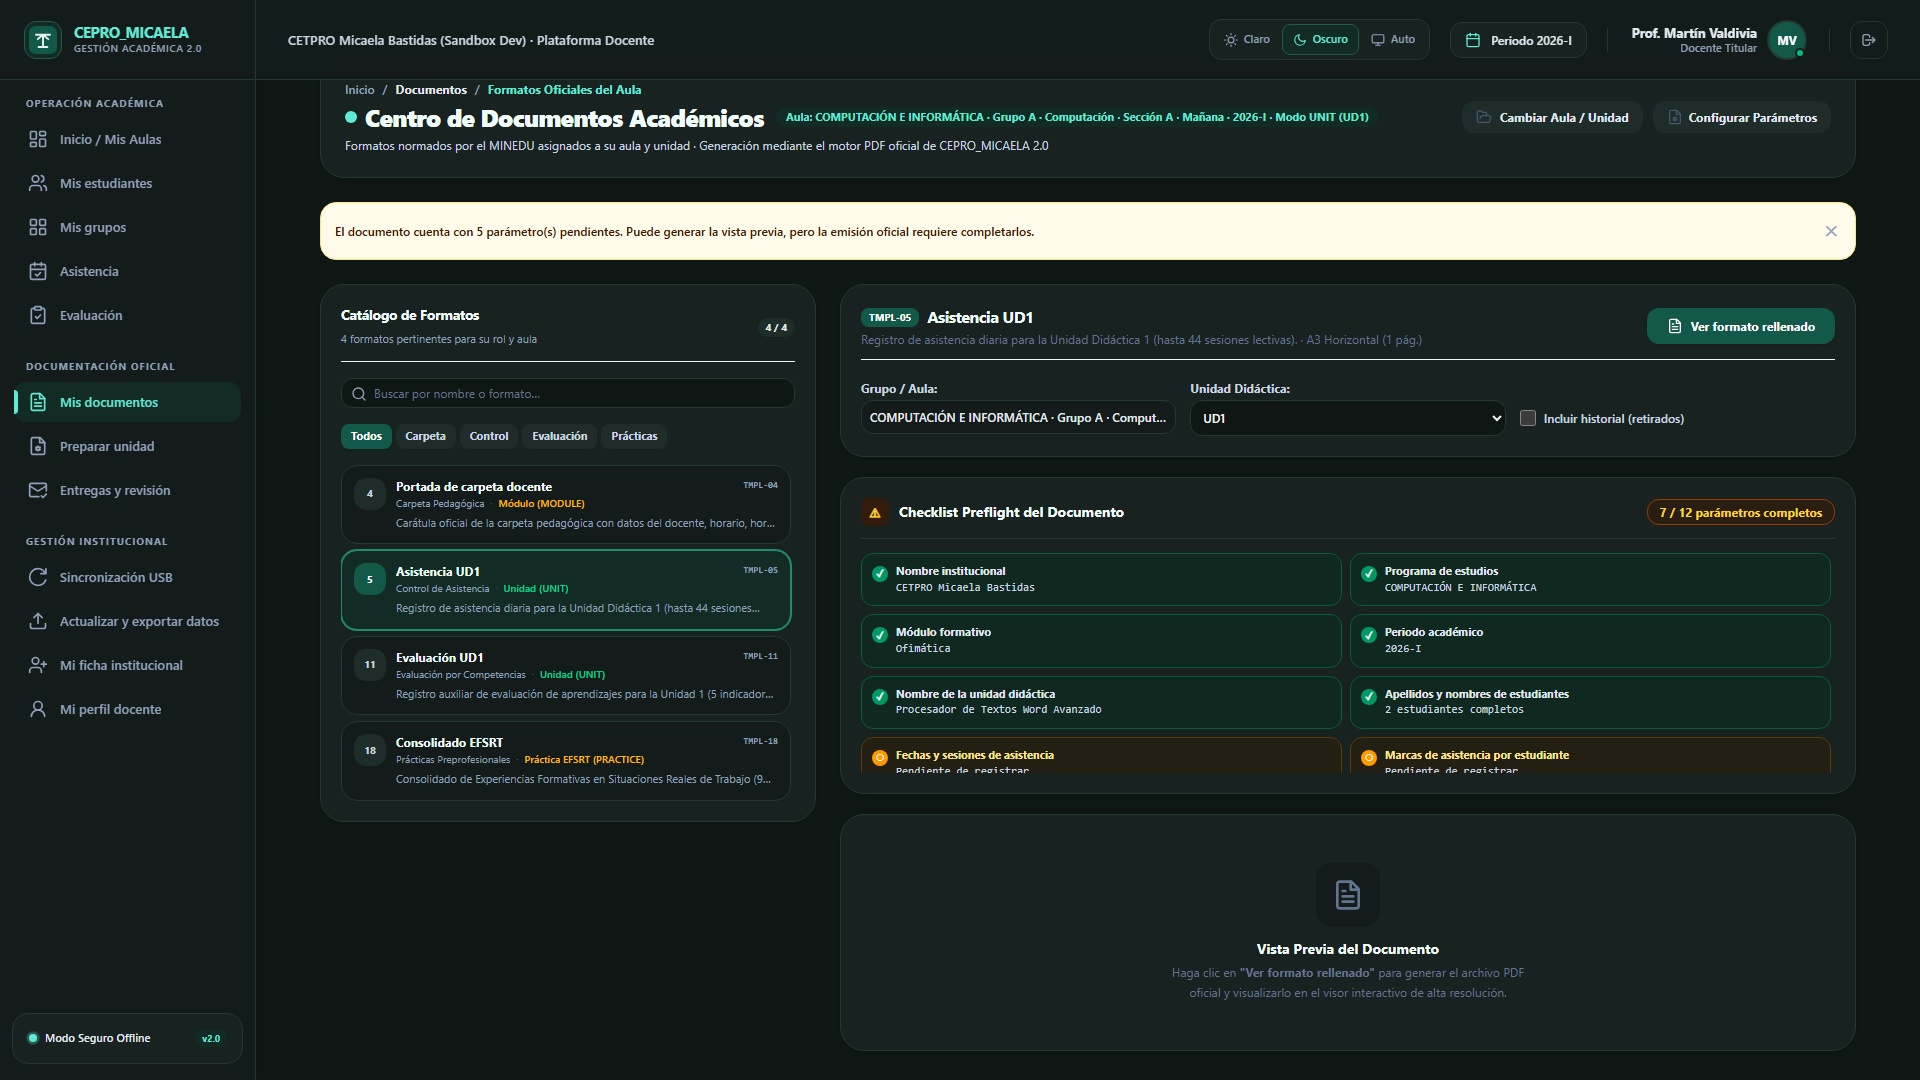 CEPRO_MICAELA
GESTIÓN ACADÉMICA 2.0
CETPRO Micaela Bastidas (Sandbox Dev) · Plataforma Docente
Claro
Oscuro
Auto
Periodo 2026-I
Prof. Martín Valdivia
Docente Titular
MV
OPERACIÓN ACADÉMICA
Inicio / Mis Aulas
Mis estudiantes
Mis grupos
Asistencia
Evaluación
DOCUMENTACIÓN OFICIAL
Mis documentos
Preparar unidad
Entregas y revisión
GESTIÓN INSTITUCIONAL
Sincronización USB
Actualizar y exportar datos
Mi ficha institucional
Mi perfil docente
Modo Seguro Offline
v2.0
Inicio / Documentos / Formatos Oficiales del Aula
Centro de Documentos Académicos
Aula: COMPUTACIÓN E INFORMÁTICA · Grupo A · Computación · Sección A · Mañana · 2026-I · Modo UNIT (UD1)
Cambiar Aula / Unidad
Configurar Parámetros
Formatos normados por el MINEDU asignados a su aula y unidad · Generación mediante el motor PDF oficial de CEPRO_MICAELA 2.0
El documento cuenta con 5 parámetro(s) pendientes. Puede generar la vista previa, pero la emisión oficial requiere completarlos.
Catálogo de Formatos
4 formatos pertinentes para su rol y aula
4 / 4
Buscar por nombre o formato...
Todos
Carpeta
Control
Evaluación
Prácticas
4
Portada de carpeta docente
TMPL-04
Carpeta Pedagógica · Módulo (MODULE)
Carátula oficial de la carpeta pedagógica con datos del docente, horario, hor...
5
Asistencia UD1
TMPL-05
Control de Asistencia · Unidad (UNIT)
Registro de asistencia diaria para la Unidad Didáctica 1 (hasta 44 sesiones...
11
Evaluación UD1
TMPL-11
Evaluación por Competencias · Unidad (UNIT)
Registro auxiliar de evaluación de aprendizajes para la Unidad 1 (5 indicador...
18
Consolidado EFSRT
TMPL-18
Prácticas Preprofesionales · Práctica EFSRT (PRACTICE)
Consolidado de Experiencias Formativas en Situaciones Reales de Trabajo (9...
TMPL-05
Asistencia UD1
Registro de asistencia diaria para la Unidad Didáctica 1 (hasta 44 sesiones lectivas). · A3 Horizontal (1 pág.)
Ver formato rellenado
Grupo / Aula:
COMPUTACIÓN E INFORMÁTICA · Grupo A · Comput...
Unidad Didáctica:
UD1
Incluir historial (retirados)
Checklist Preflight del Documento
7 / 12 parámetros completos
Nombre institucional
CETPRO Micaela Bastidas
Programa de estudios
COMPUTACIÓN E INFORMÁTICA
Módulo formativo
Ofimática
Periodo académico
2026-I
Nombre de la unidad didáctica
Procesador de Textos Word Avanzado
Apellidos y nombres de estudiantes
2 estudiantes completos
Fechas y sesiones de asistencia
Pendiente de registrar
Marcas de asistencia por estudiante
Pendiente de registrar
Vista Previa del Documento
Haga clic en "Ver formato rellenado" para generar el archivo PDF
oficial y visualizarlo en el visor interactivo de alta resolución.